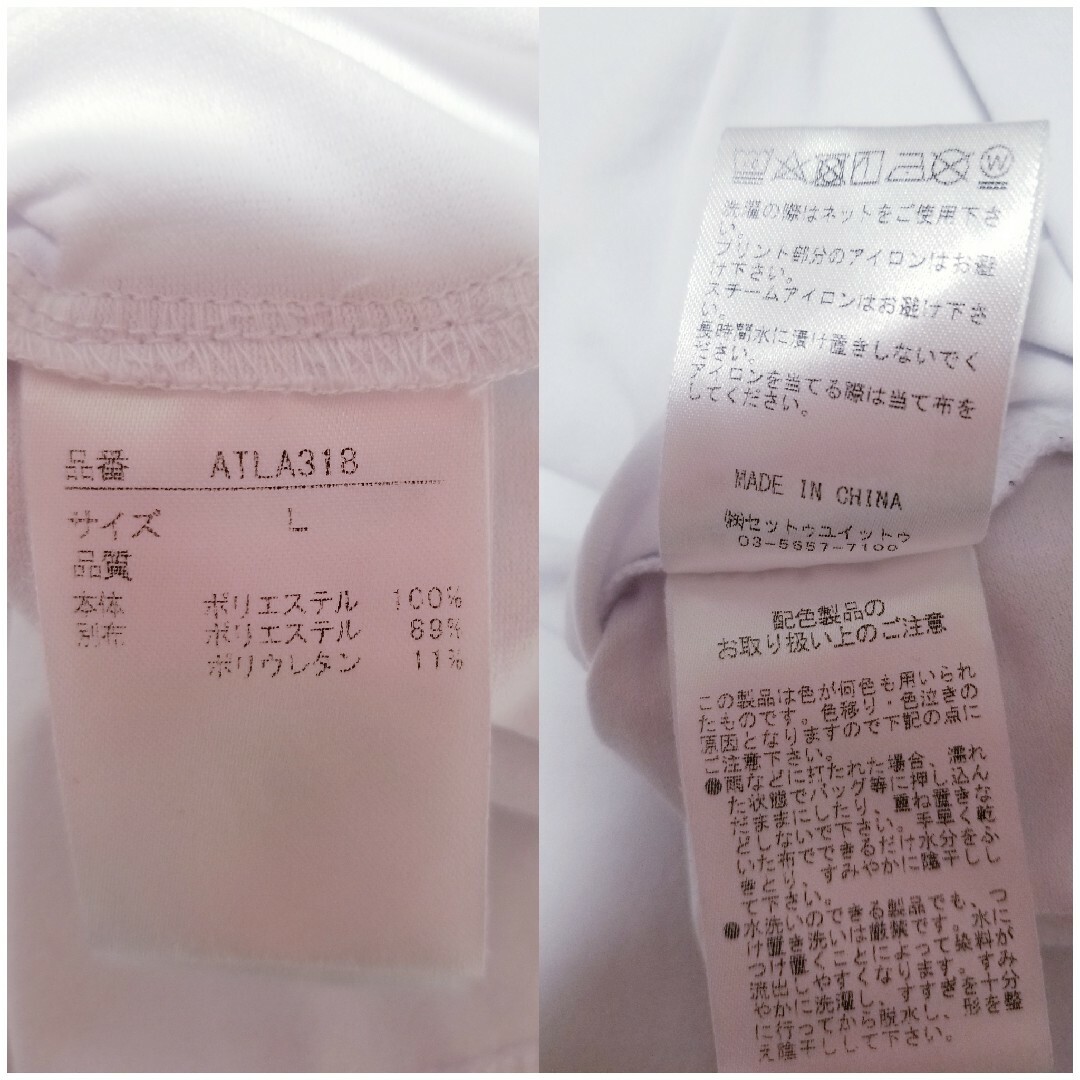 品番 ATLA318
サイズ L
品質
本体 ポリエステル 100%
別布 ポリエステル 89%
ポリウレタン 11%
洗濯の際はネットをご使用下さ
い。
プリント部分のアイロンはお避
け下さい。
スチームアイロンはお避け下さ
い。
長時間水に漬け置きしないでく
ださい。
アイロンを当てる際は当て布を
してください。
MADE IN CHINA
㈱セットゥユイットゥ
03-5657-7100
配色製品の
お取り扱い上のご注意
この製品は色が何色も用いられ
たものです。色移り・色泣きの
原因となりますので下記の点に
ご注意下さい。
●雨などに打たれた場合、濡れ
た状態でバッグ等に押し込ん
だままにしたり、重ね置きな
どしないで下さい。手早く乾
いた布でできるだけ水分をふ
きとり、すみやかに陰干しし
て下さい。
●水洗いのできる製品でも、つ
け置き洗いは厳禁です。水に
つけ置くことによって染料が
流出しやすくなりますすみ
やかに洗濯し、すすぎ、十分
に行ってから脱水し、形を整
え陰干しして下さい。